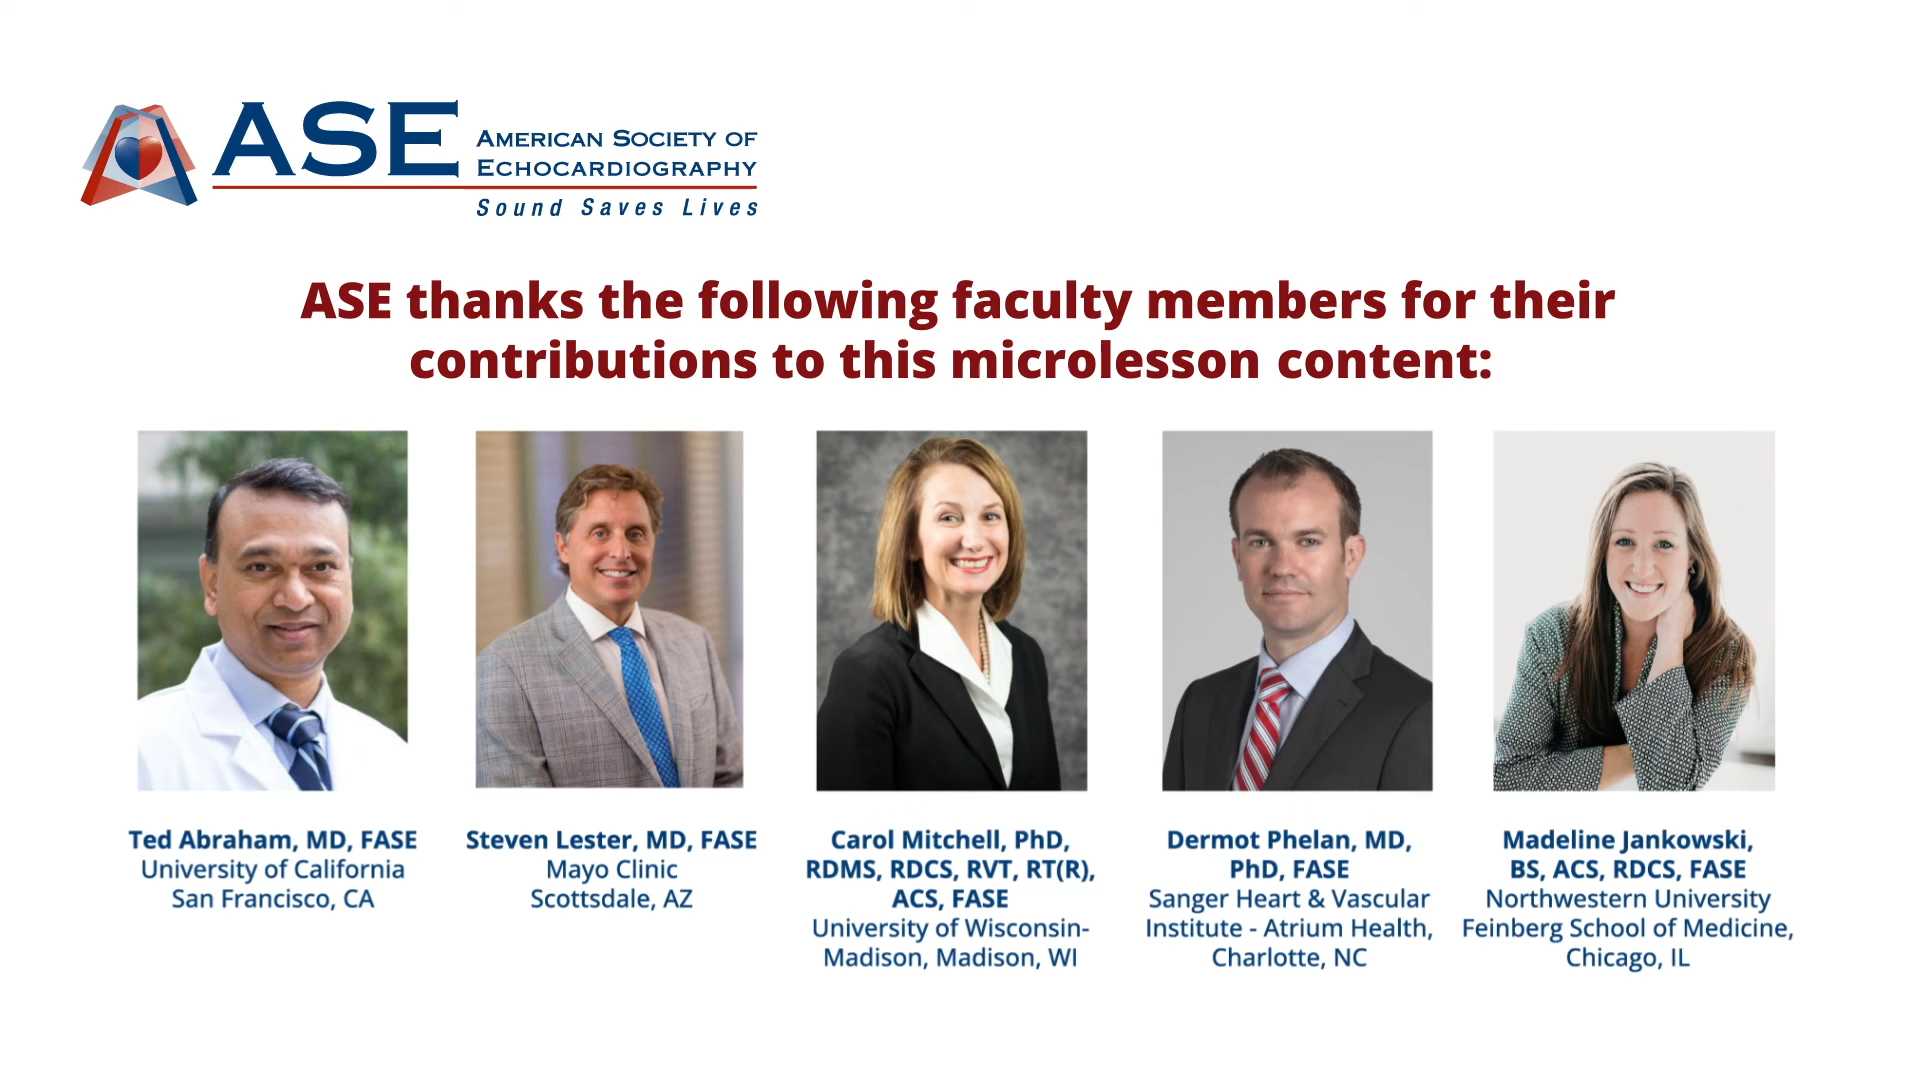 ASE
AMERICAN SOCIETY OF
ECHOCARDIOGRAPHY
Sound Saves Lives
ASE thanks the following faculty members for their
contributions to this microlesson content:
Ted Abraham, MD, FASE
University of California
San Francisco, CA
Steven Lester, MD, FASE
Mayo Clinic
Scottsdale, AZ
Carol Mitchell, PhD,
RDMS, RDCS, RVT, RT(R),
ACS, FASE
University of Wisconsin-
Madison, Madison, WI
Dermot Phelan, MD,
PhD, FASE
Sanger Heart & Vascular
Institute - Atrium Health,
Charlotte, NC
Madeline Jankowski,
BS, ACS, RDCS, FASE
Northwestern University
Feinberg School of Medicine,
Chicago, IL